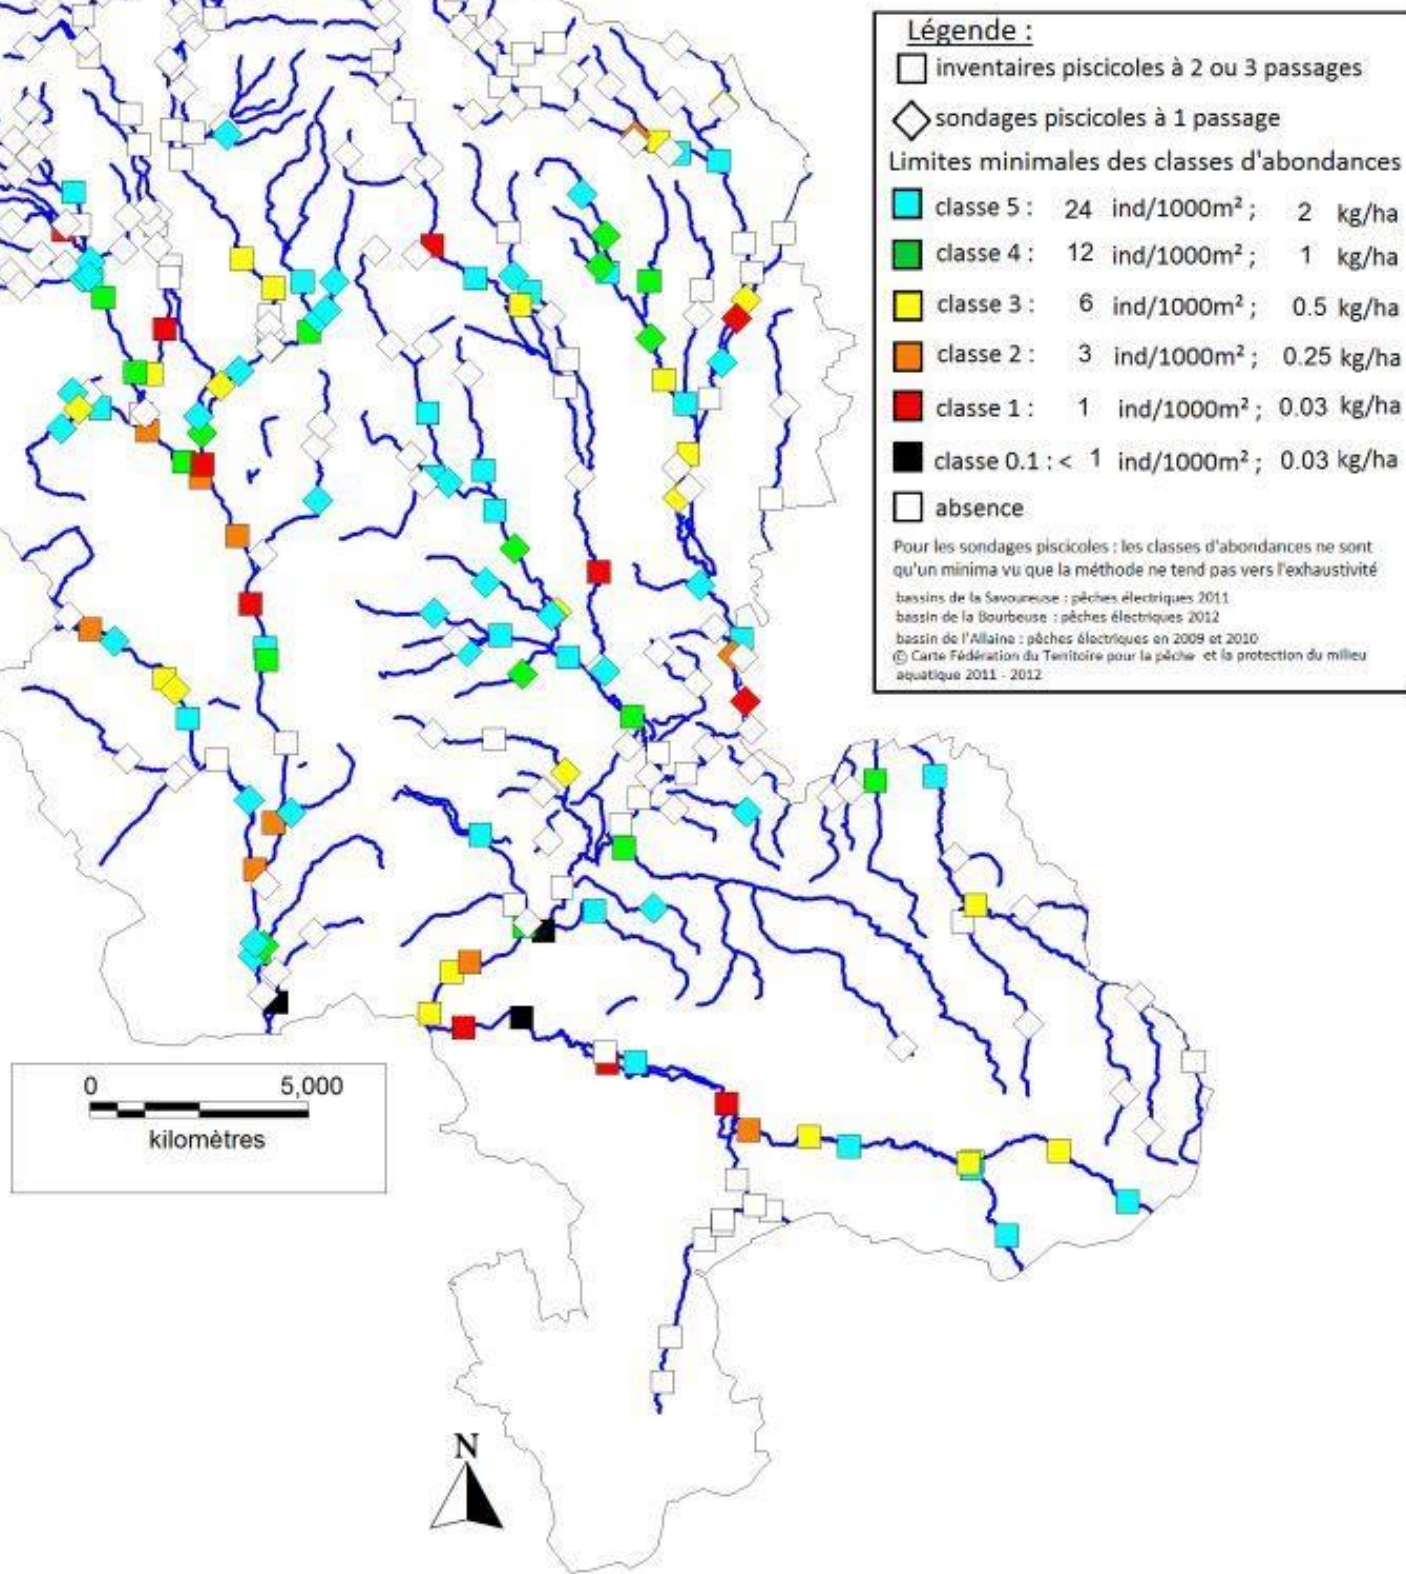 Légende :
inventaires piscicoles à 2 ou 3 passages
sondages piscicoles à 1 passage
Limites minimales des classes d'abondances
classe 5 : 24 ind/1000m² ; 2 kg/ha
classe 4 : 12 ind/1000m² ; 1 kg/ha
classe 3 : 6 ind/1000m² ; 0.5 kg/ha
classe 2 : 3 ind/1000m² ; 0.25 kg/ha
classe 1 : 1 ind/1000m² ; 0.03 kg/ha
classe 0.1 : < 1 ind/1000m² ; 0.03 kg/ha
absence
Pour les sondages piscicoles : les classes d'abondances ne sont
qu'un minima vu que la méthode ne tend pas vers l'exhaustivité
bassins de la Savoureuse : pêches électriques 2011
bassin de la Bourbeuse : pêches électriques 2012
bassin de l'Allaine : pêches électriques en 2009 et 2010
© Carte Fédération du Territoire pour la pêche et la protection du milieu
aquatique 2011 - 2012
0 5,000
kilomètres
N